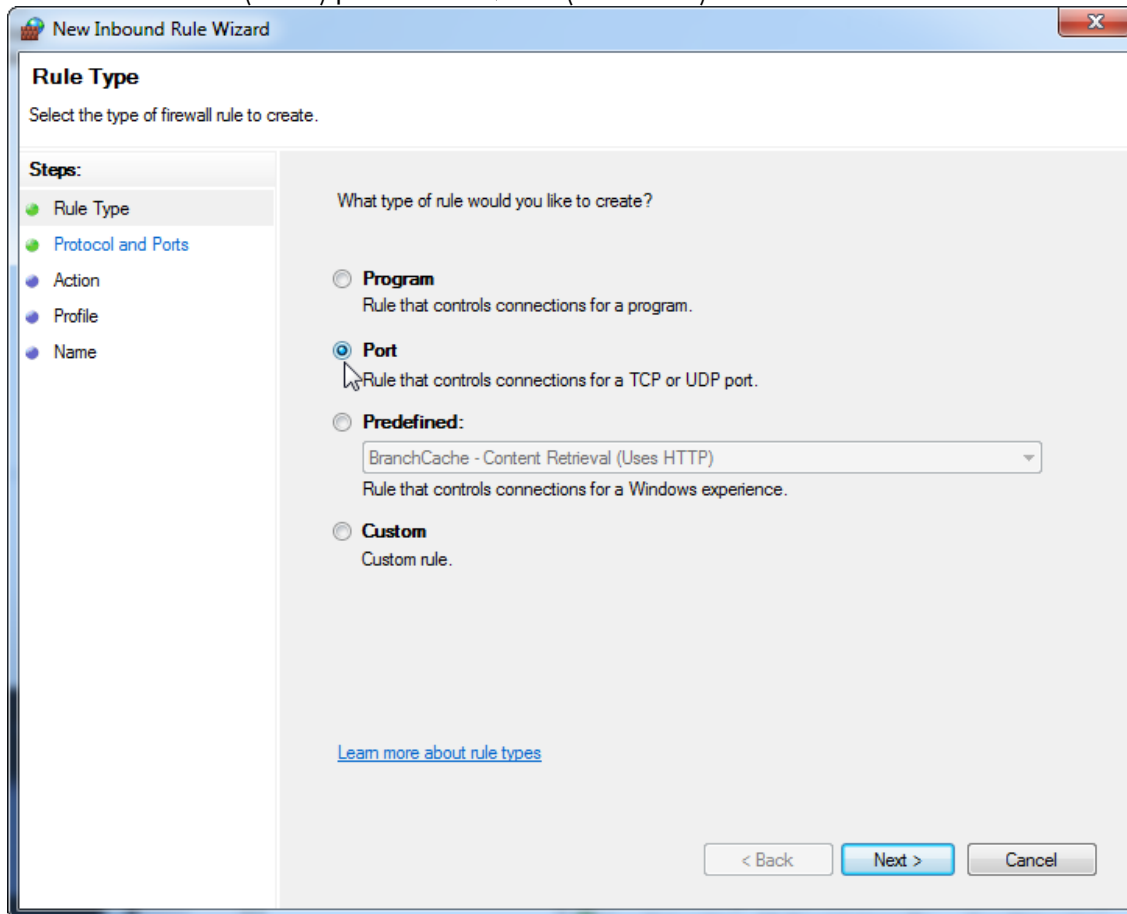 New Inbound Rule Wizard
Rule Type
Select the type of firewall rule to create.
Steps:
Rule Type
Protocol and Ports
Action
Profile
Name
What type of rule would you like to create?
Program
Rule that controls connections for a program.
Port
Rule that controls connections for a TCP or UDP port.
Predefined:
BranchCache - Content Retrieval (Uses HTTP)
Rule that controls connections for a Windows experience.
Custom
Custom rule.
Learn more about rule types
< Back
Next >
Cancel